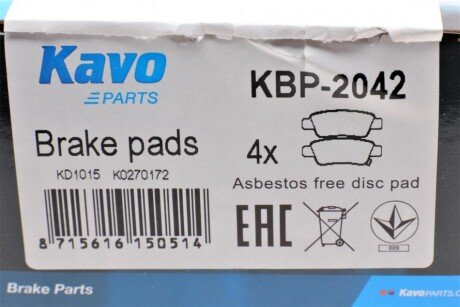 Kavo
PARTS
KBP-2042
Brake pads
4x
KD1015 K0270172
Asbestos free disc pad
8 715616 150514
EAC
009
Brake Parts
KavoPARTS.C